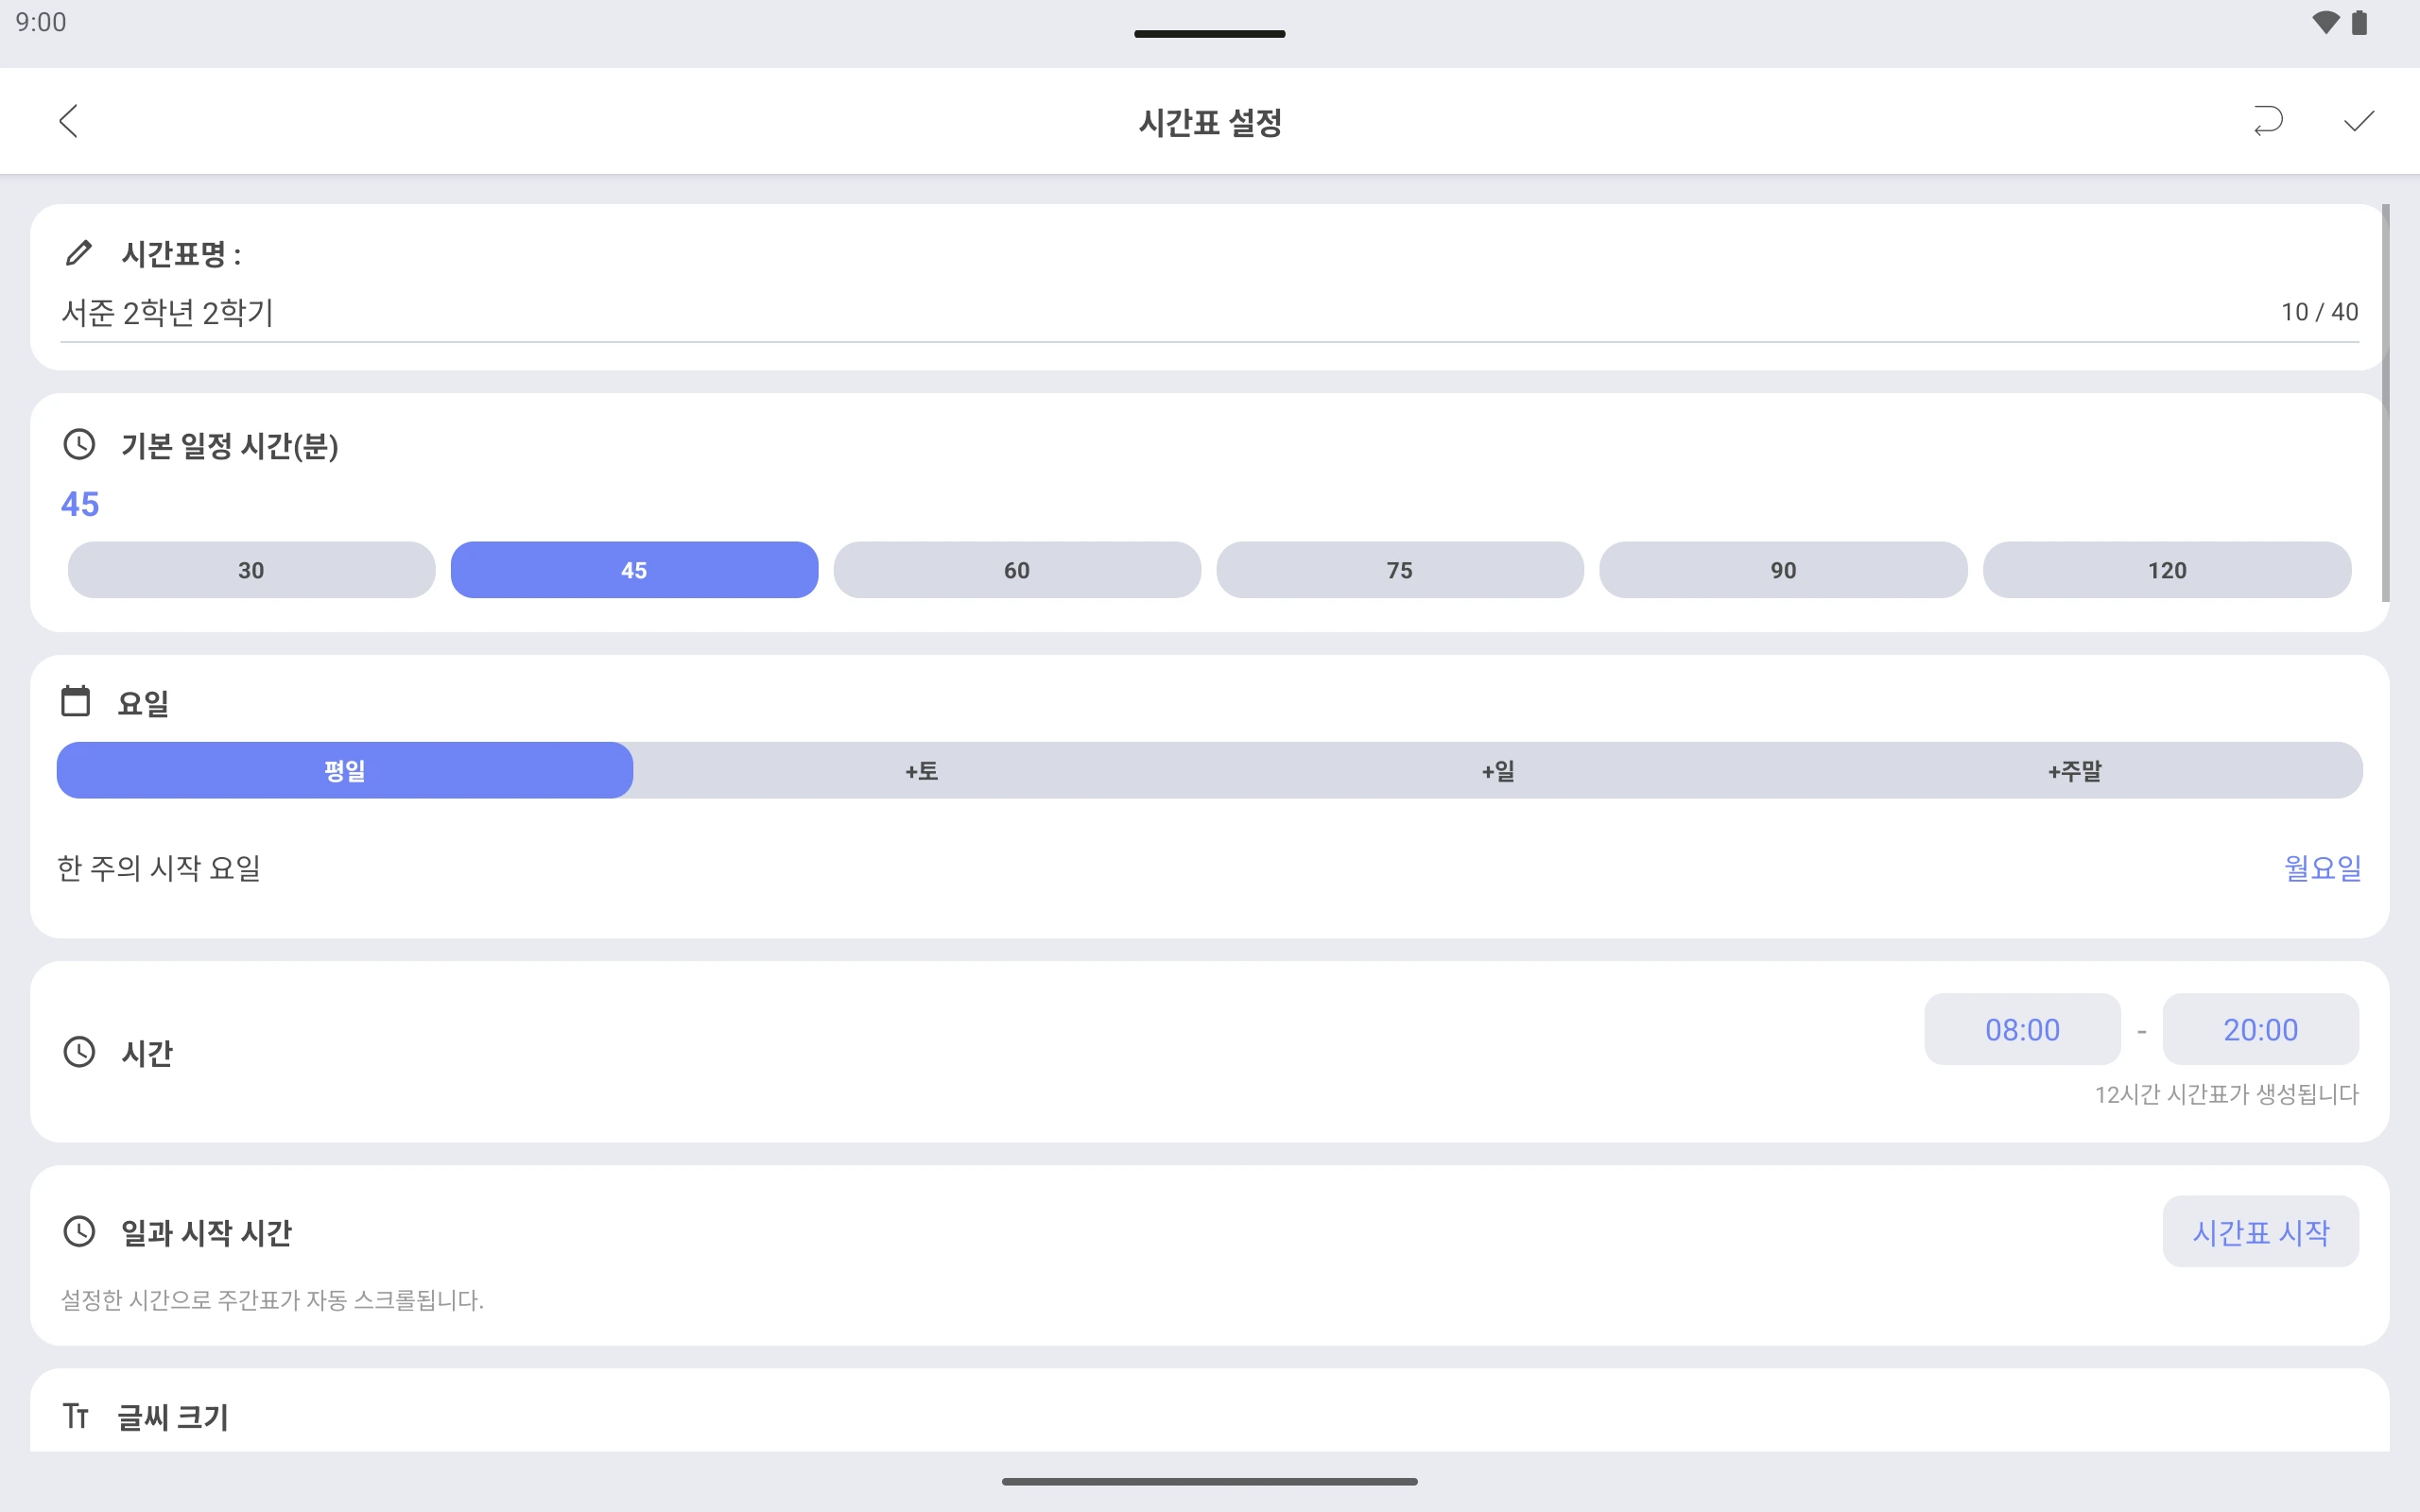 9:00
시간표 설정
시간표명 :
서준 2학년 2학기
10 / 40
기본 일정 시간(분)
45
30 45 60 75 90 120
요일
평일 +토 +일 +주말
한 주의 시작 요일 월요일
08:00 - 20:00
시간
12시간 시간표가 생성됩니다
일과 시작 시간 시간표 시작
설정한 시간으로 주간표가 자동 스크롤됩니다.
Tт 글씨 크기